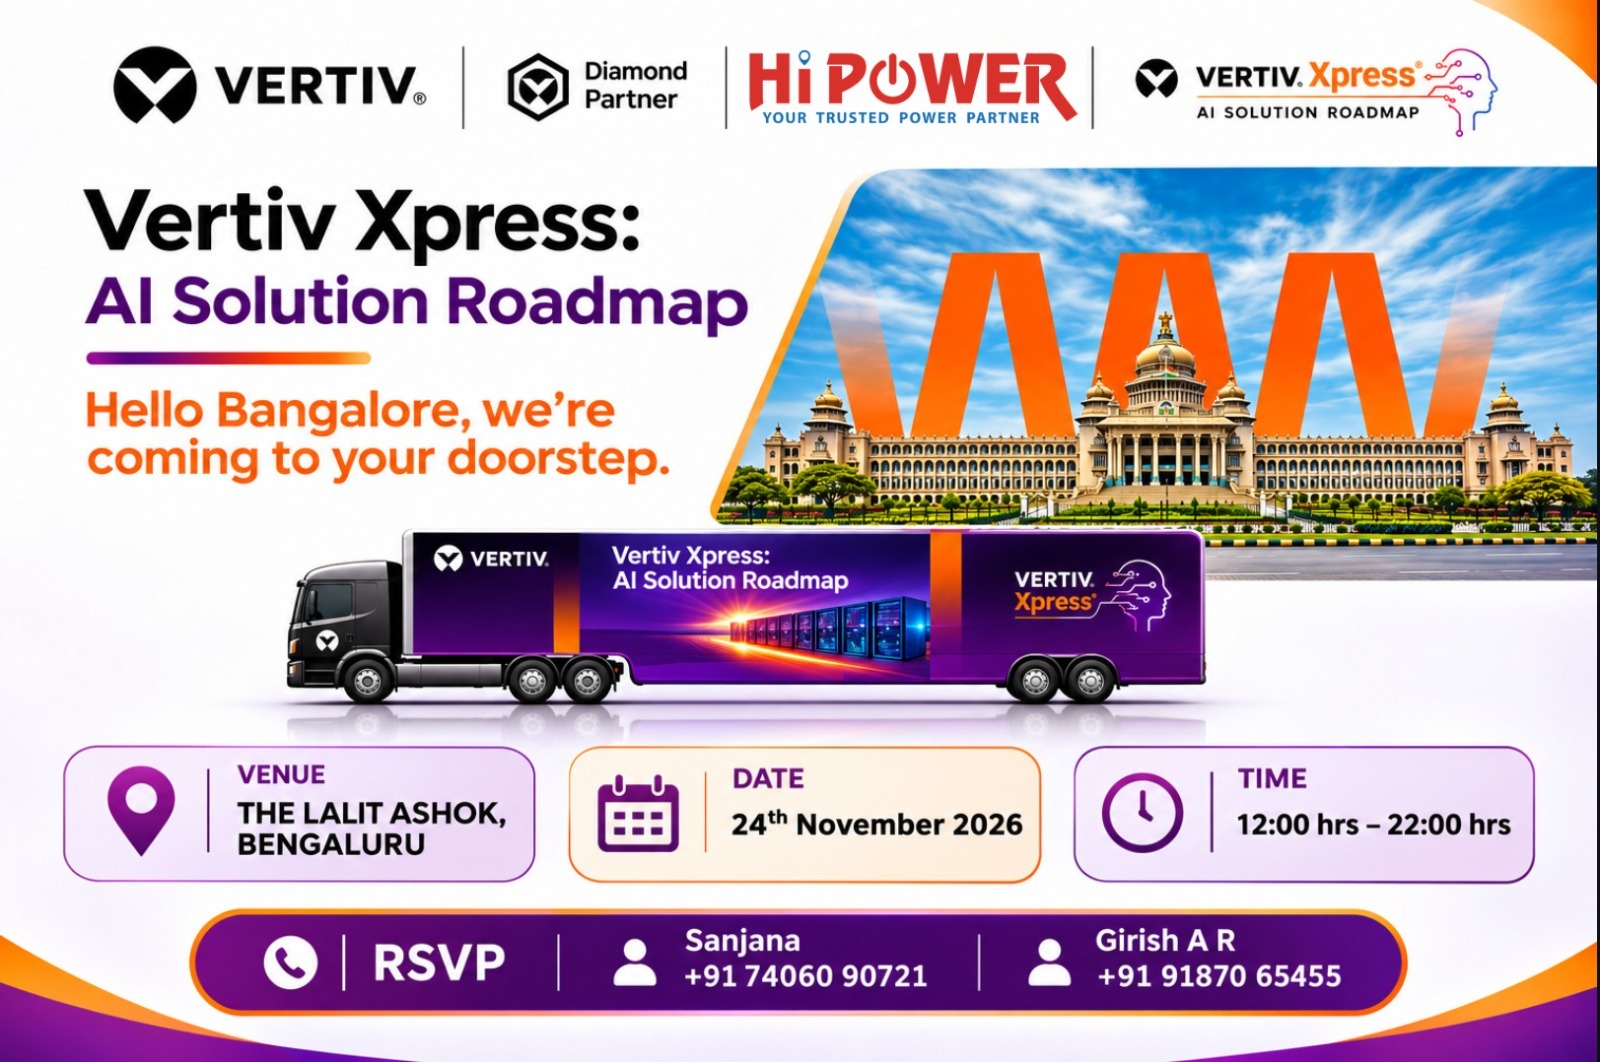 VERTIV®
Diamond
Partner
Hi POWER
YOUR TRUSTED POWER PARTNER
VERTIV. Xpress®
AI SOLUTION ROADMAP
Vertiv Xpress:
AI Solution Roadmap
Hello Bangalore, we're
coming to your doorstep.
VERTIV.
Vertiv Xpress:
AI Solution Roadmap
VERTIV.
Xpress®
VENUE
THE LALIT ASHOK,
BENGALURU
DATE
24th November 2026
TIME
12:00 hrs – 22:00 hrs
RSVP
Sanjana
+91 74060 90721
Girish A R
+91 91870 65455